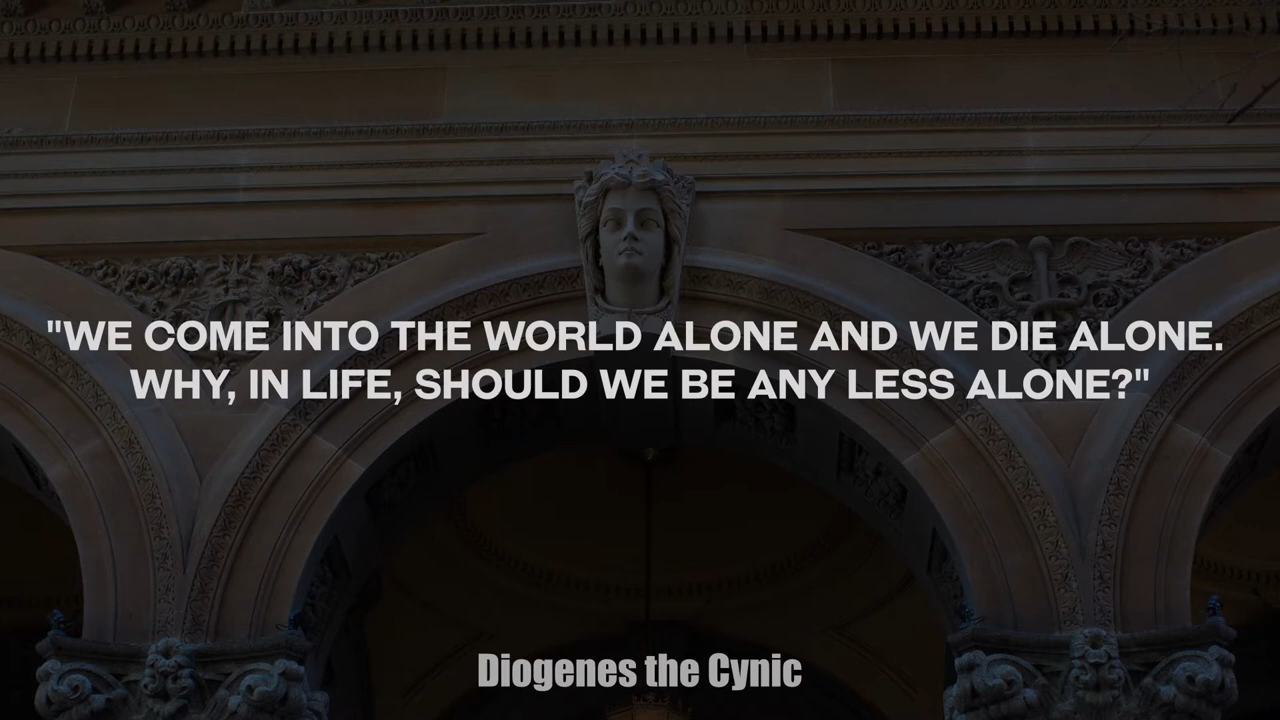 "WE COME INTO THE WORLD ALONE AND WE DIE ALONE.
WHY, IN LIFE, SHOULD WE BE ANY LESS ALONE?"
Diogenes the Cynic